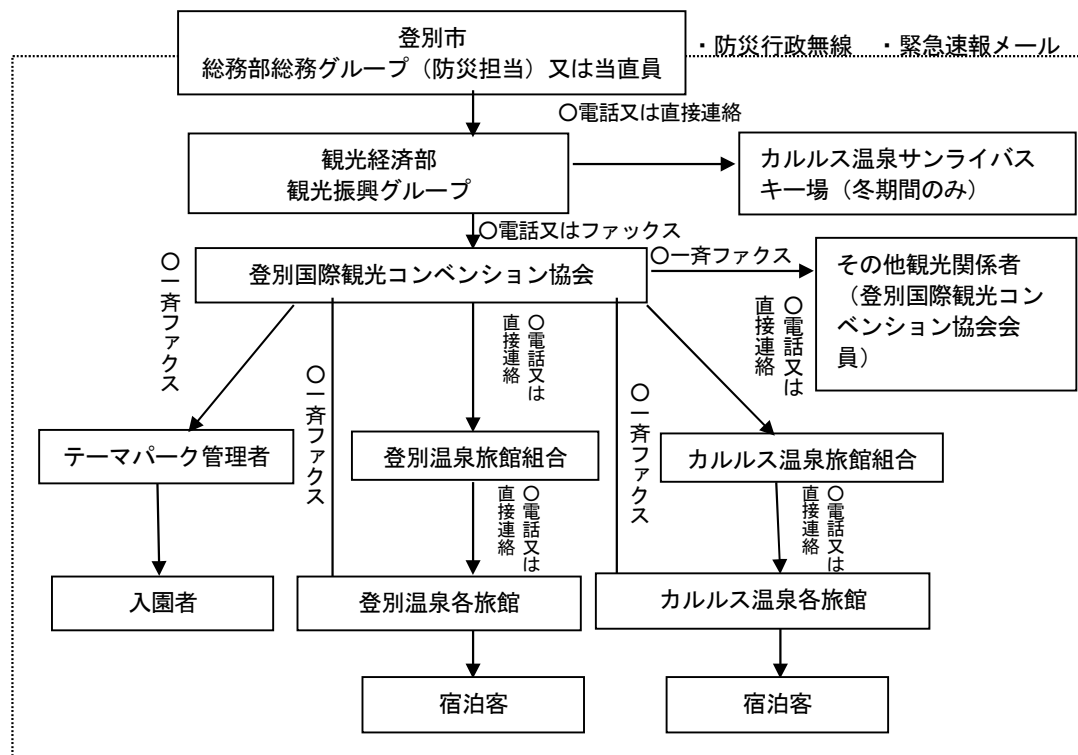 登別市
総務部総務グループ（防災担当）又は当直員
・防災行政無線　・緊急速報メール
〇電話又は直接連絡
観光経済部
観光振興グループ
カルルス温泉サンライバス
キー場（冬期間のみ）
〇電話又はファックス
登別国際観光コンベンション協会
〇一斉ファクス
その他観光関係者
（登別国際観光コン
ベンション協会会
員）
〇一斉ファクス
〇一斉ファクス
〇電話又は
直接連絡
〇一斉ファクス
〇電話又は
直接連絡
テーマパーク管理者
登別温泉旅館組合
カルルス温泉旅館組合
〇電話又は
直接連絡
〇電話又は
直接連絡
入園者
登別温泉各旅館
カルルス温泉各旅館
宿泊客
宿泊客